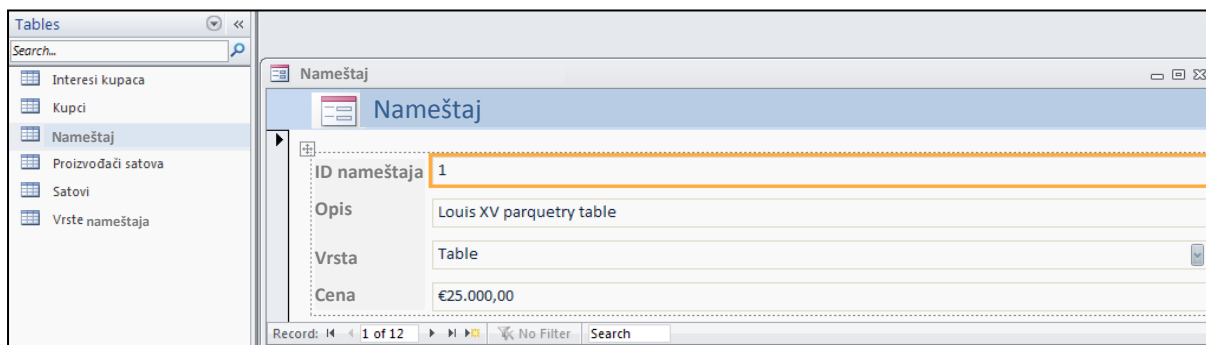 Tables
Search...
Interesi kupaca
Kupci
Nameštaj
Proizvođači satova
Satovi
Vrste nameštaja
Nameštaj
Nameštaj
ID nameštaja 1
Opis Louis XV parquetry table
Vrsta Table
Cena €25.000,00
Record: 1 of 12 No Filter Search